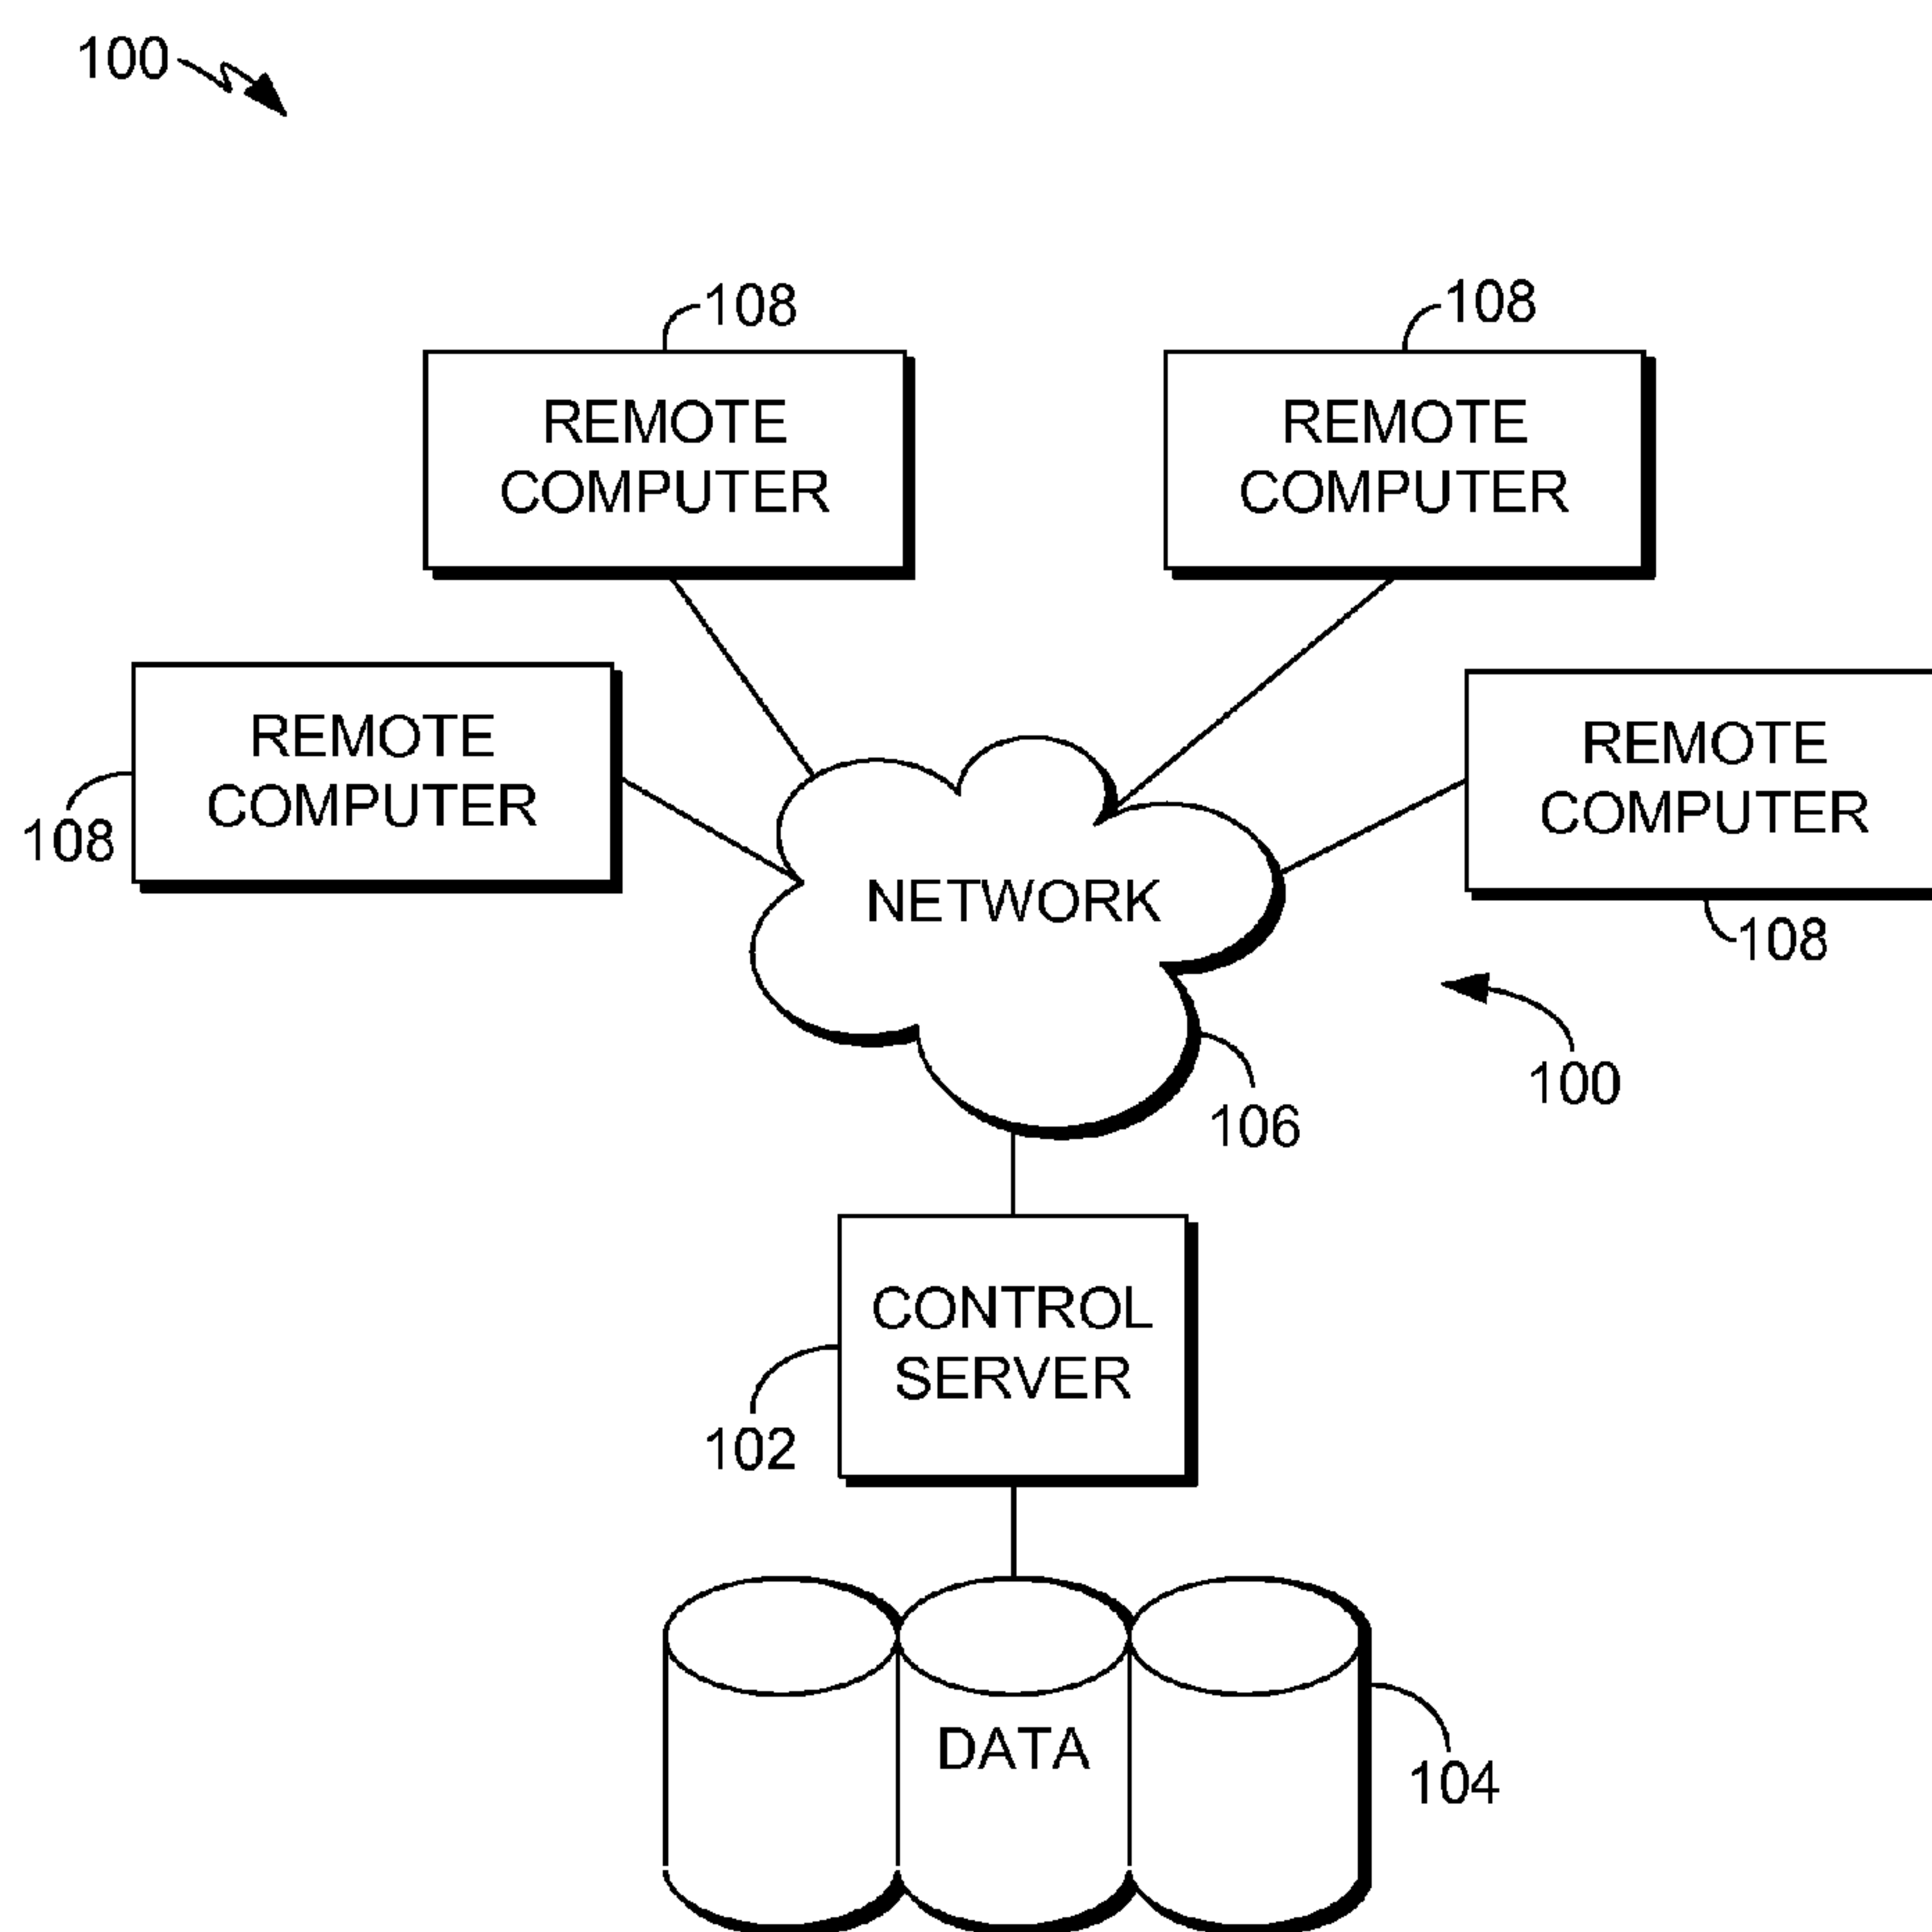 100
108
108
REMOTE
COMPUTER
REMOTE
COMPUTER
REMOTE
COMPUTER
108
REMOTE
COMPUTER
108
NETWORK
100
106
CONTROL
SERVER
102
DATA
104